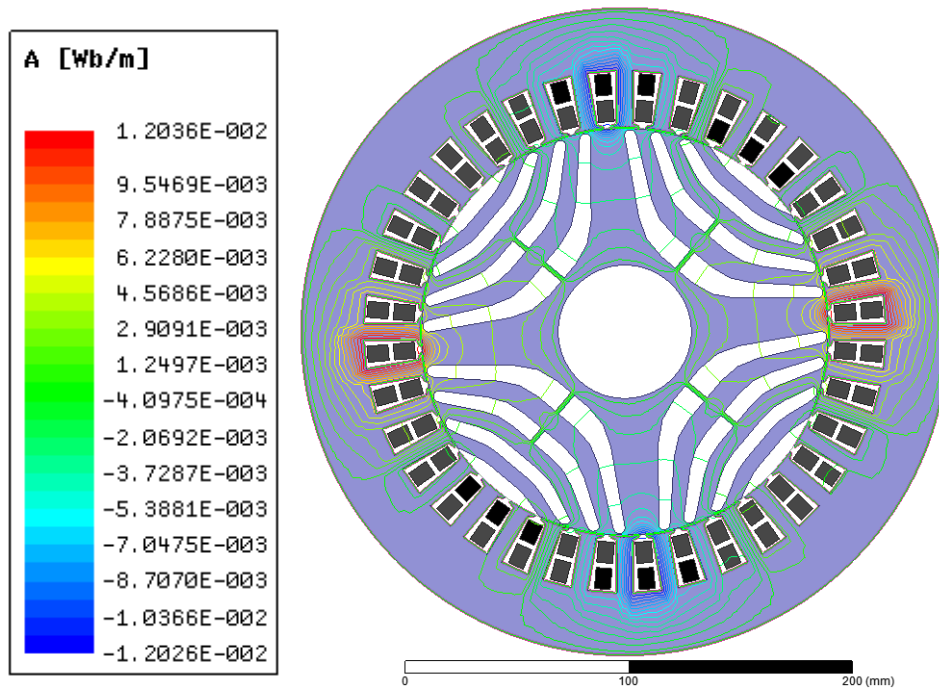 A [Wb/m]
1.2036E-002
9.5469E-003
7.8875E-003
6.2280E-003
4.5686E-003
2.9091E-003
1.2497E-003
-4.0975E-004
-2.0692E-003
-3.7287E-003
-5.3881E-003
-7.0475E-003
-8.7070E-003
-1.0366E-002
-1.2026E-002
0 100 200 (mm)